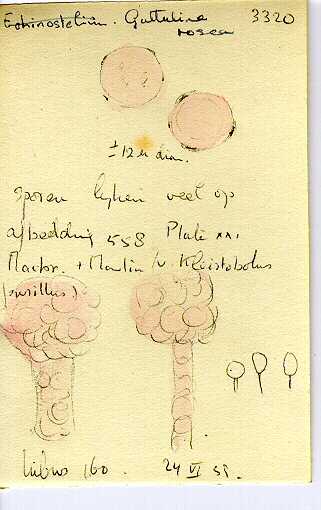 Echinostelium. Guttulina rosea 3320
± 12 µ diam.
sporen lijken veel op
afbeelding 558 Plate XXI
Macbr. + Martin v. Kleistobolus
(pusillus)
160. 24 VI 58.